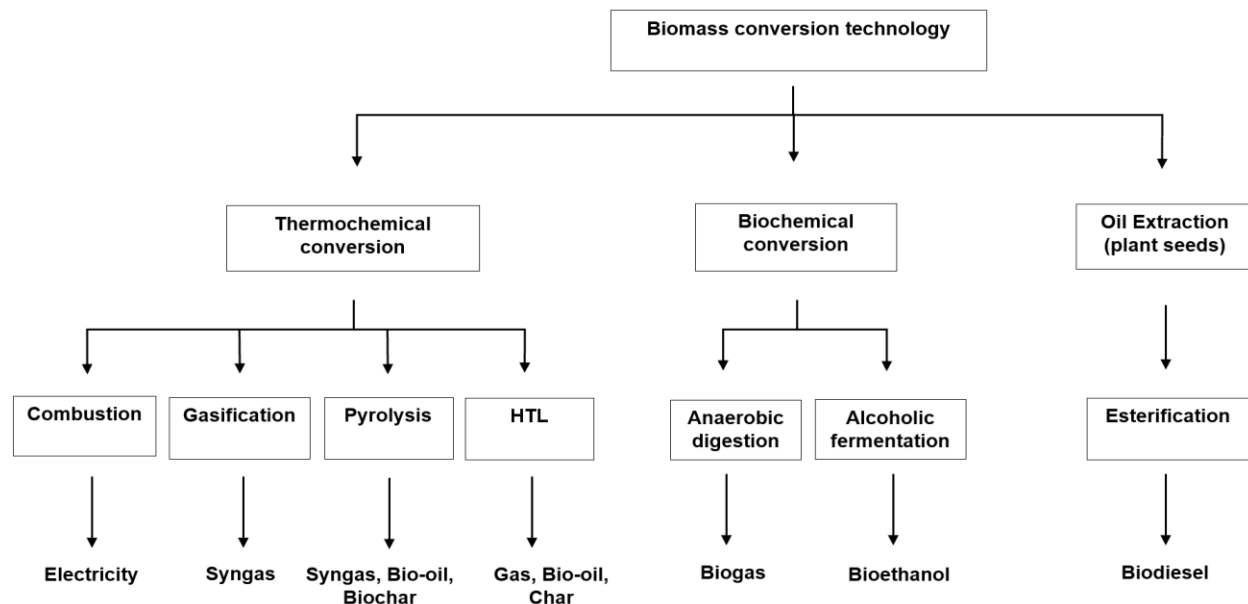 Biomass conversion technology
Thermochemical
conversion
Biochemical
conversion
Oil Extraction
(plant seeds)
Combustion
Gasification
Pyrolysis
HTL
Anaerobic
digestion
Alcoholic
fermentation
Esterification
Electricity
Syngas
Syngas, Bio-oil,
Biochar
Gas, Bio-oil,
Char
Biogas
Bioethanol
Biodiesel